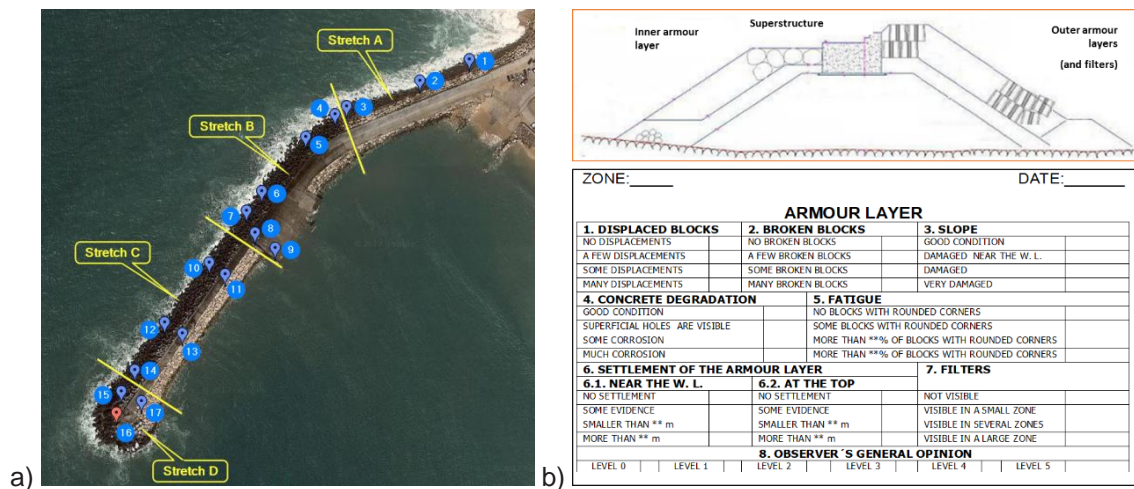 a)
Stretch A
1
2
3
4
Stretch B
5
6
7
8
9
Stretch C
10
11
12
13
14
15
16
17
Stretch D
b)
Inner armour
layer
Superstructure
Outer armour
layers
(and filters)
ZONE:_____ DATE:______
ARMOUR LAYER
1. DISPLACED BLOCKS 2. BROKEN BLOCKS 3. SLOPE
NO DISPLACEMENTS NO BROKEN BLOCKS GOOD CONDITION
A FEW DISPLACEMENTS A FEW BROKEN BLOCKS DAMAGED NEAR THE W. L.
SOME DISPLACEMENTS SOME BROKEN BLOCKS DAMAGED
MANY DISPLACEMENTS MANY BROKEN BLOCKS VERY DAMAGED
4. CONCRETE DEGRADATION 5. FATIGUE
GOOD CONDITION NO BLOCKS WITH ROUNDED CORNERS
SUPERFICIAL HOLES ARE VISIBLE SOME BLOCKS WITH ROUNDED CORNERS
SOME CORROSION MORE THAN **% OF BLOCKS WITH ROUNDED CORNERS
MUCH CORROSION MORE THAN **% OF BLOCKS WITH ROUNDED CORNERS
6. SETTLEMENT OF THE ARMOUR LAYER 7. FILTERS
6.1. NEAR THE W. L. 6.2. AT THE TOP
NO SETTLEMENT NO SETTLEMENT NOT VISIBLE
SOME EVIDENCE SOME EVIDENCE VISIBLE IN A SMALL ZONE
SMALLER THAN ** m SMALLER THAN ** m VISIBLE IN SEVERAL ZONES
MORE THAN ** m MORE THAN ** m VISIBLE IN A LARGE ZONE
8. OBSERVER´S GENERAL OPINION
LEVEL 0 LEVEL 1 LEVEL 2 LEVEL 3 LEVEL 4 LEVEL 5